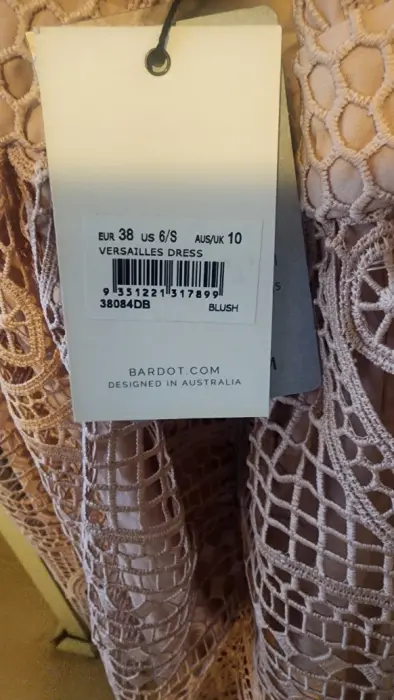 EUR 38 US 6/S AUS/UK 10
VERSAILLES DRESS
9 351221 317899
38084DB BLUSH
BARDOT.COM
DESIGNED IN AUSTRALIA